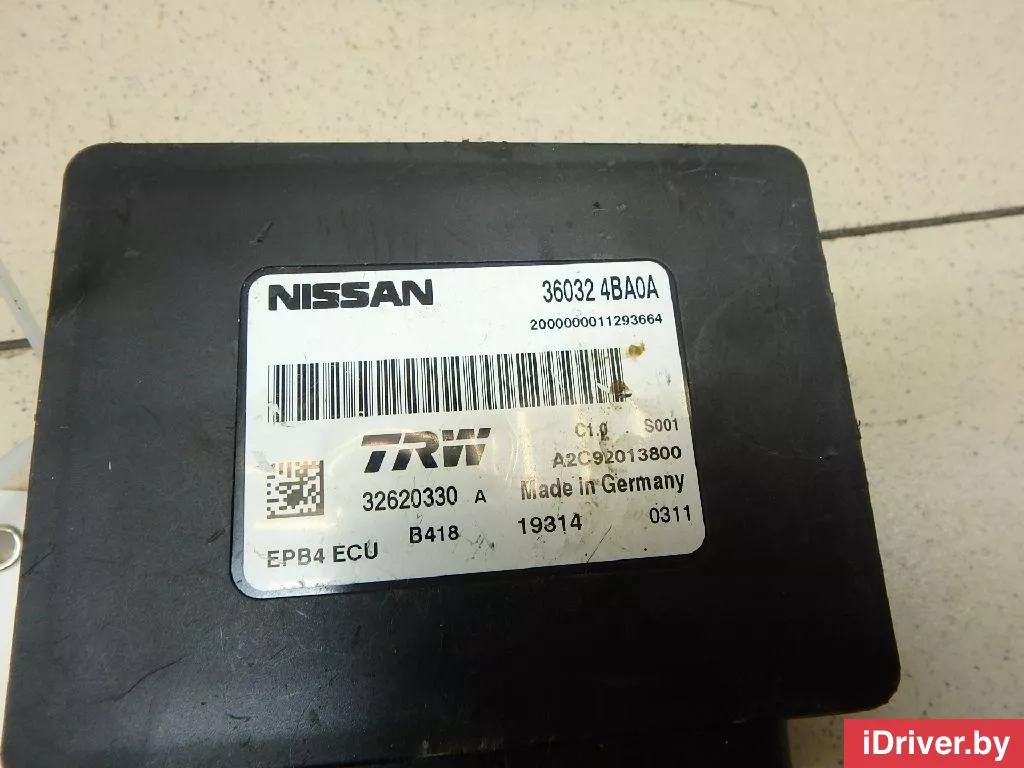 NISSAN 36032 4BA0A
2000000011293664
TRW C1.0 S001
A2C92013800
32620330 A Made in Germany
EPB4 ECU B418 19314 0311
iDriver.by